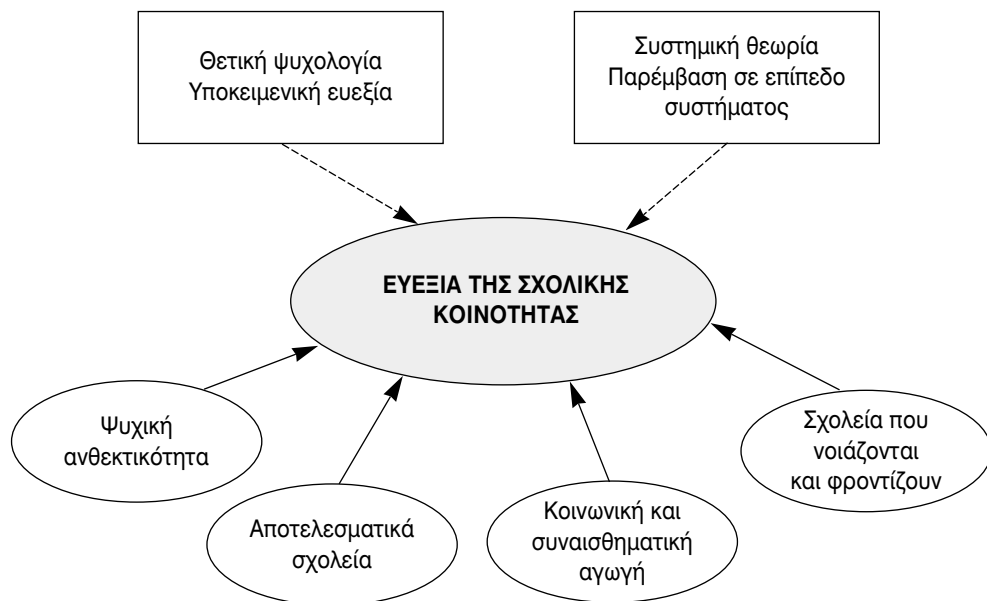 Θετική ψυχολογία
Υποκειμενική ευεξία
Συστημική θεωρία
Παρέμβαση σε επίπεδο
συστήματος
ΕΥΕΞΙΑ ΤΗΣ ΣΧΟΛΙΚΗΣ
ΚΟΙΝΟΤΗΤΑΣ
Ψυχική
ανθεκτικότητα
Αποτελεσματικά
σχολεία
Κοινωνική και
συναισθηματική
αγωγή
Σχολεία που
νοιάζονται
και φροντίζουν